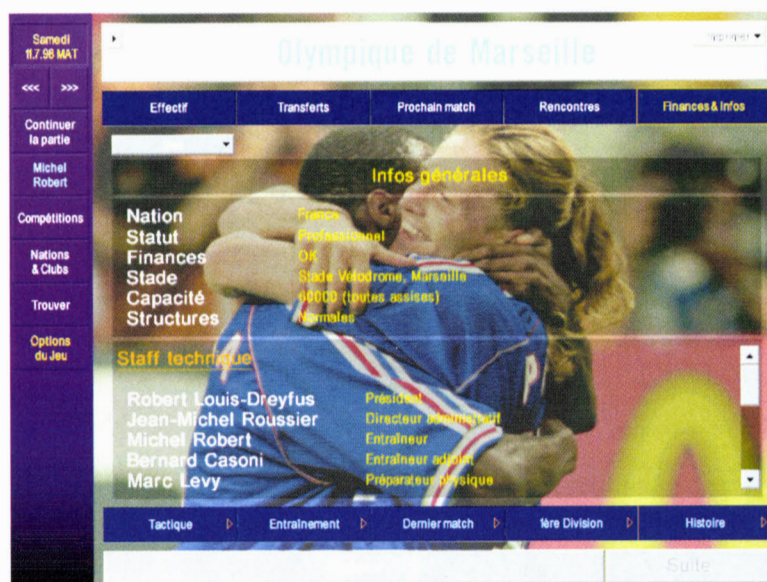 Samedi
11.7.98 MAT
<<< >>>
Continuer
la partie
Michel
Robert
Compétitions
Nations
& Clubs
Trouver
Options
du Jeu
Olympique de Marseille
Imprimer
Effectif Transferts Prochain match Rencontres Finances & Infos
Infos générales
Nation France
Statut Professionnel
Finances OK
Stade Stade Vélodrome, Marseille
Capacité 60000 (toutes assises)
Structures Normales
Staff technique
Robert Louis-Dreyfus Président
Jean-Michel Roussier Directeur administratif
Michel Robert Entraîneur
Bernard Casoni Entraîneur adjoint
Marc Levy Préparateur physique
Tactique Entraînement Dernier match 1ère Division Histoire
Suite